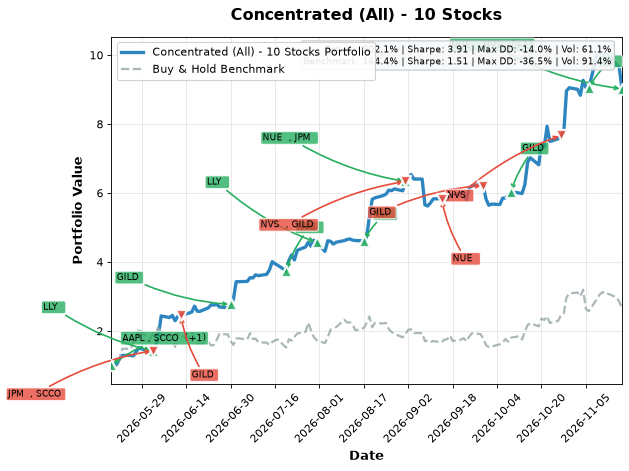 Concentrated (All) - 10 Stocks
Concentrated (All) - 10 Stocks Portfolio
Buy & Hold Benchmark
2.1% | Sharpe: 3.91 | Max DD: -14.0% | Vol: 61.1%
4.4% | Sharpe: 1.51 | Max DD: -36.5% | Vol: 91.4%
Portfolio Value
10
8
6
4
2
NUE , JPM
LLY
GILD
LLY
AAPL, SCCO (+1)
JPM , SCCO
GILD
NVS , GILD
GILD
NVS
NUE
GILD
2026-05-29
2026-06-14
2026-06-30
2026-07-16
2026-08-01
2026-08-17
2026-09-02
2026-09-18
2026-10-04
2026-10-20
2026-11-05
Date